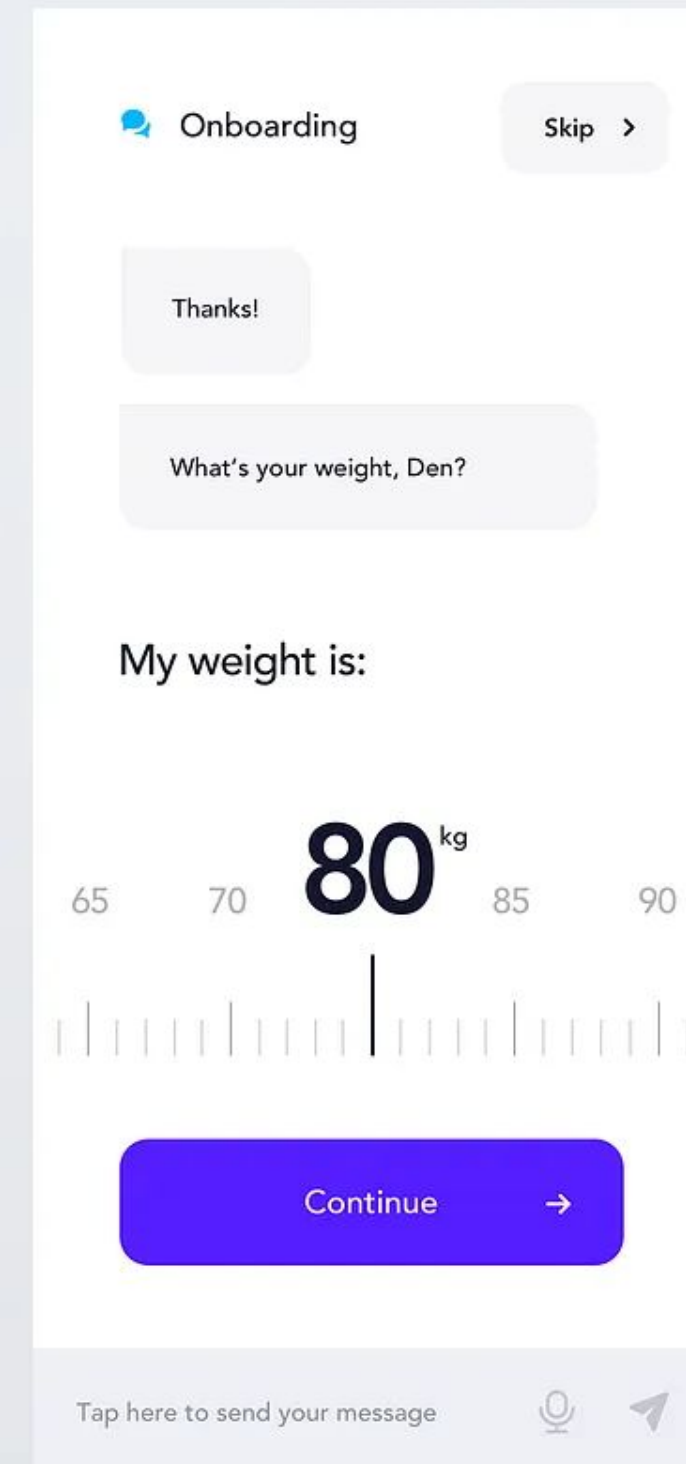 Onboarding
Skip
Thanks!
What's your weight, Den?
My weight is:
65 70 80 kg 85 90
Continue
Tap here to send your message